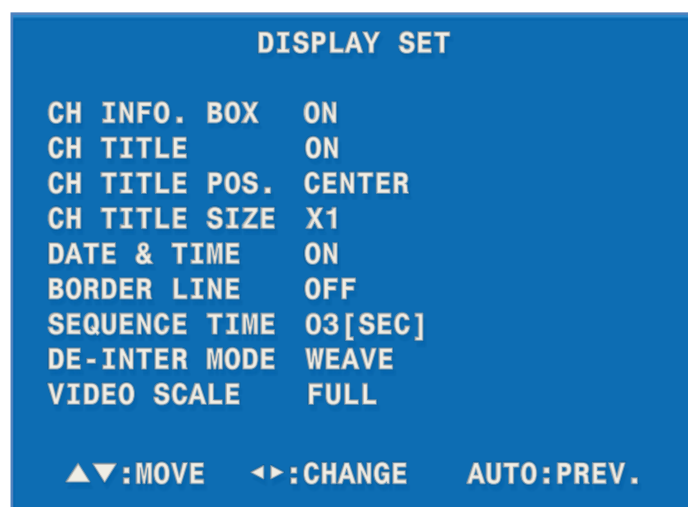 DISPLAY SET
CH INFO. BOX ON
CH TITLE ON
CH TITLE POS. CENTER
CH TITLE SIZE X1
DATE & TIME ON
BORDER LINE OFF
SEQUENCE TIME 03[SEC]
DE-INTER MODE WEAVE
VIDEO SCALE FULL
▲▼:MOVE ◂▸:CHANGE AUTO:PREV.